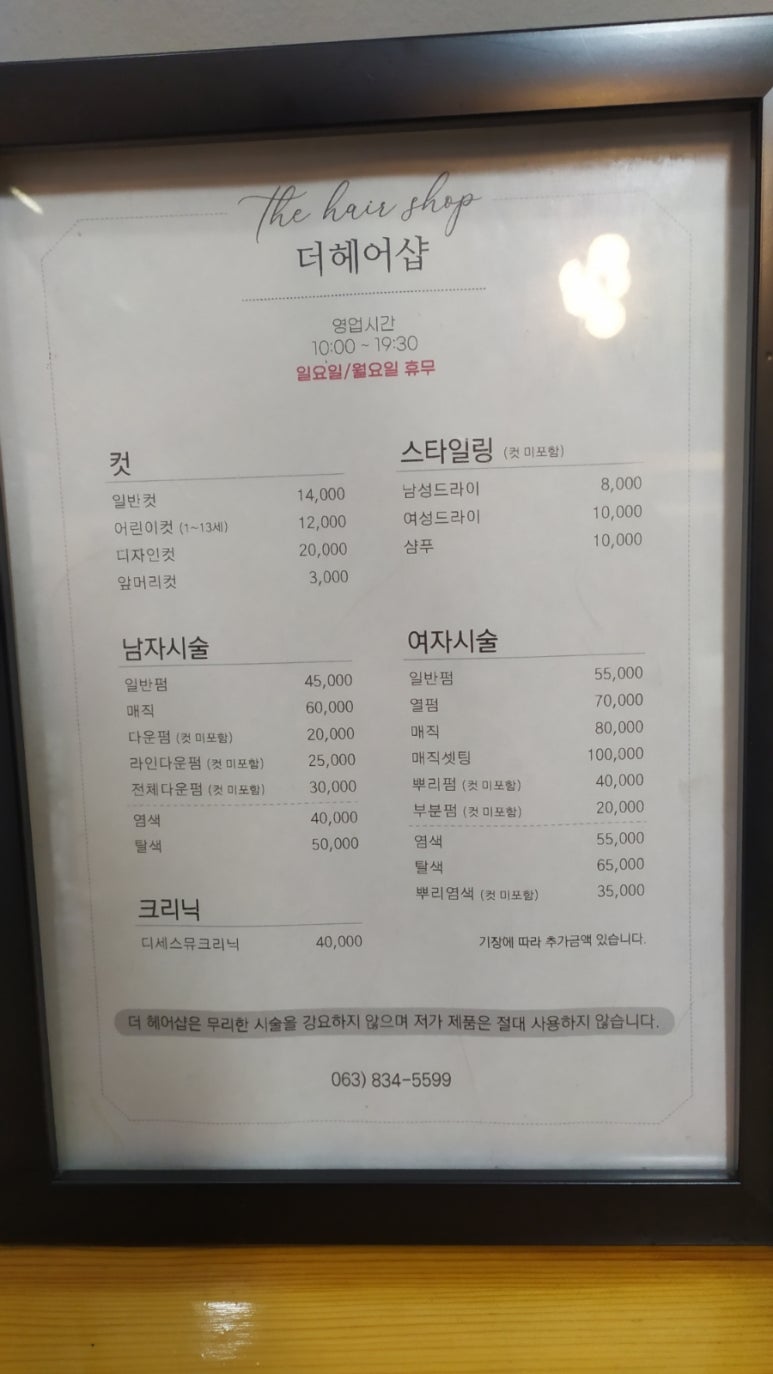 the hair shop
더헤어샵
영업시간
10:00 ~ 19:30
일요일/월요일 휴무
컷
일반컷 14,000
어린이컷 (1~13세) 12,000
디자인컷 20,000
앞머리컷 3,000
스타일링 (컷 미포함)
남성드라이 8,000
여성드라이 10,000
샴푸 10,000
남자시술
일반펌 45,000
매직 60,000
다운펌 (컷 미포함) 20,000
라인다운펌 (컷 미포함) 25,000
전체다운펌 (컷 미포함) 30,000
염색 40,000
탈색 50,000
여자시술
일반펌 55,000
열펌 70,000
매직 80,000
매직셋팅 100,000
뿌리펌 (컷 미포함) 40,000
부분펌 (컷 미포함) 20,000
염색 55,000
탈색 65,000
뿌리염색 (컷 미포함) 35,000
크리닉
디세스뮤크리닉 40,000
기장에 따라 추가금액 있습니다.
더 헤어샵은 무리한 시술을 강요하지 않으며 저가 제품은 절대 사용하지 않습니다.
063) 834-5599